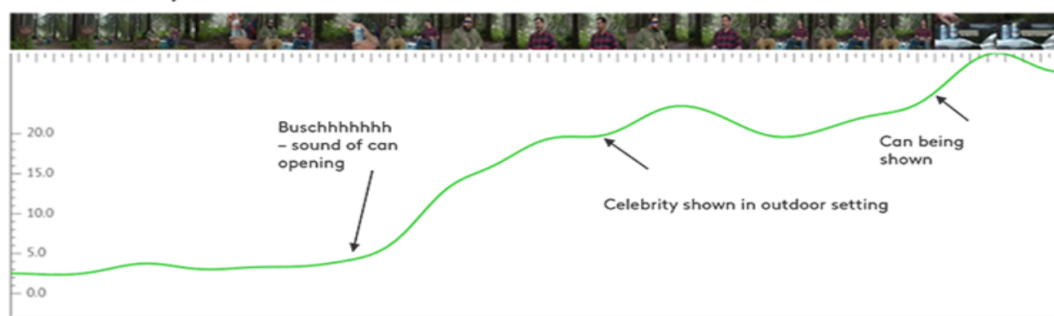 Buschhhhhhh
– sound of can
opening
Celebrity shown in outdoor setting
Can being
shown
20.0
15.0
10.0
5.0
0.0